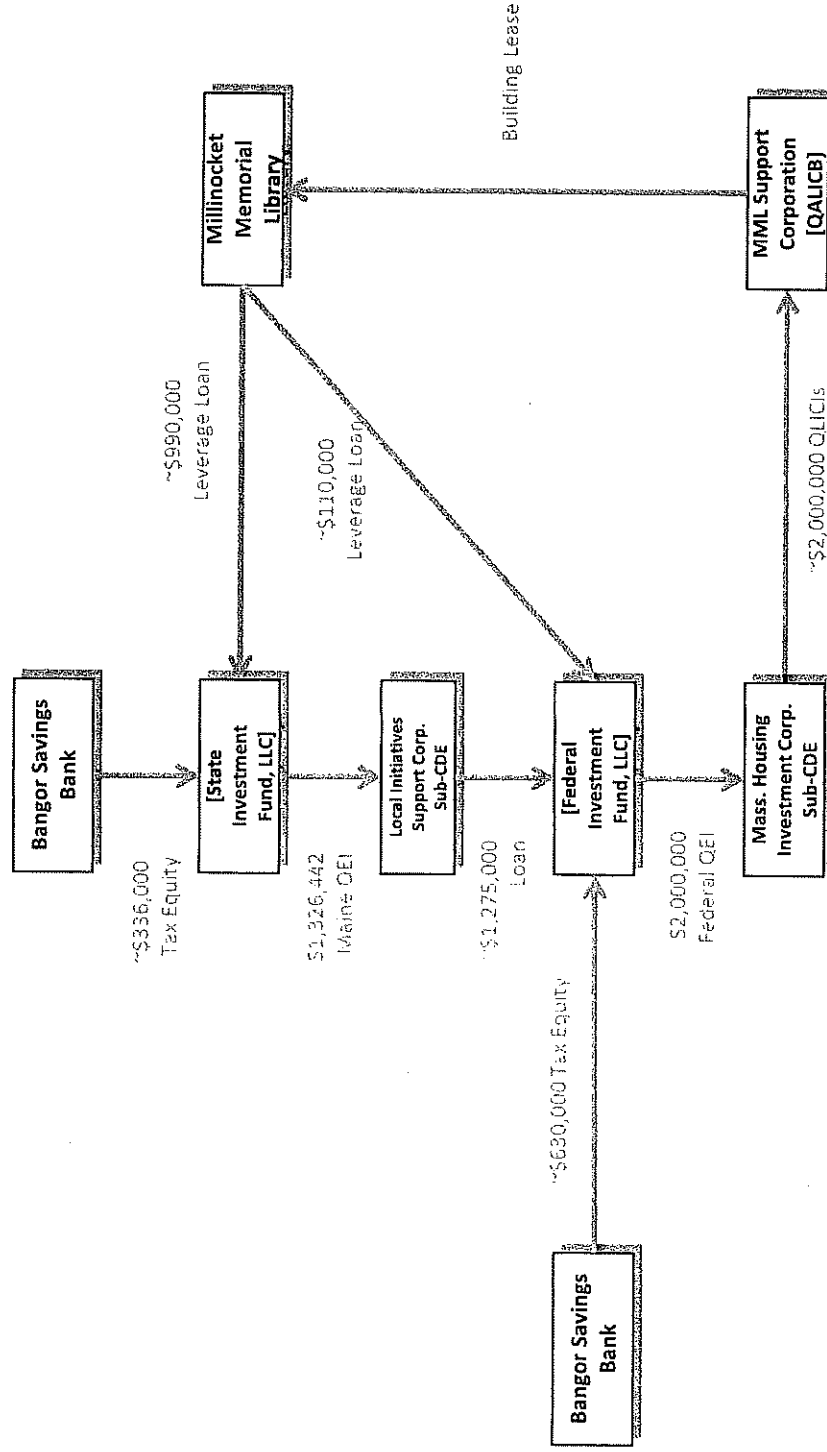 Bangor Savings
Bank
~$336,000
Tax Equity
~$990,000
Leverage Loan
[State
Investment
Fund, LLC]
Millinocket
Memorial
Library
$1,326,442
Maine QEI
~$110,000
Leverage Loan
Local Initiatives
Support Corp.
Sub-CDE
Building Lease
~$1,275,000
Loan
Bangor Savings
Bank
~$630,000 Tax Equity
[Federal
Investment
Fund, LLC]
$2,000,000
Federal QEI
Mass. Housing
Investment Corp.
Sub-CDE
~$2,000,000 QLICIs
MML Support
Corporation
[QALICB]